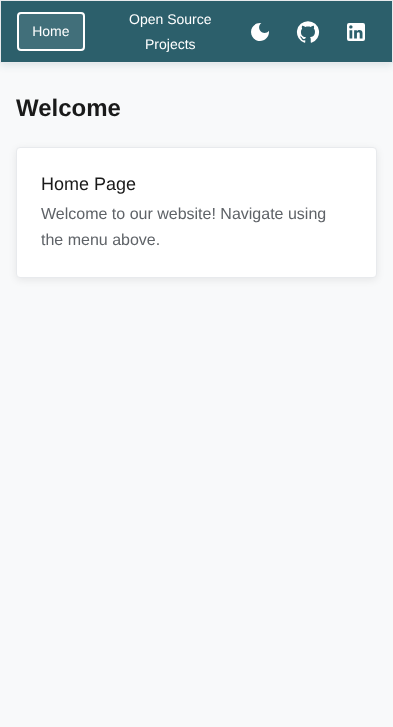 Home
Open Source
Projects
Welcome
Home Page
Welcome to our website! Navigate using
the menu above.